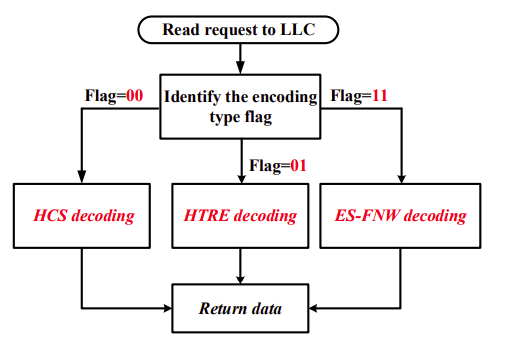 Read request to LLC
Flag=00
Identify the encoding
type flag
Flag=11
Flag=01
HCS decoding
HTRE decoding
ES-FNW decoding
Return data